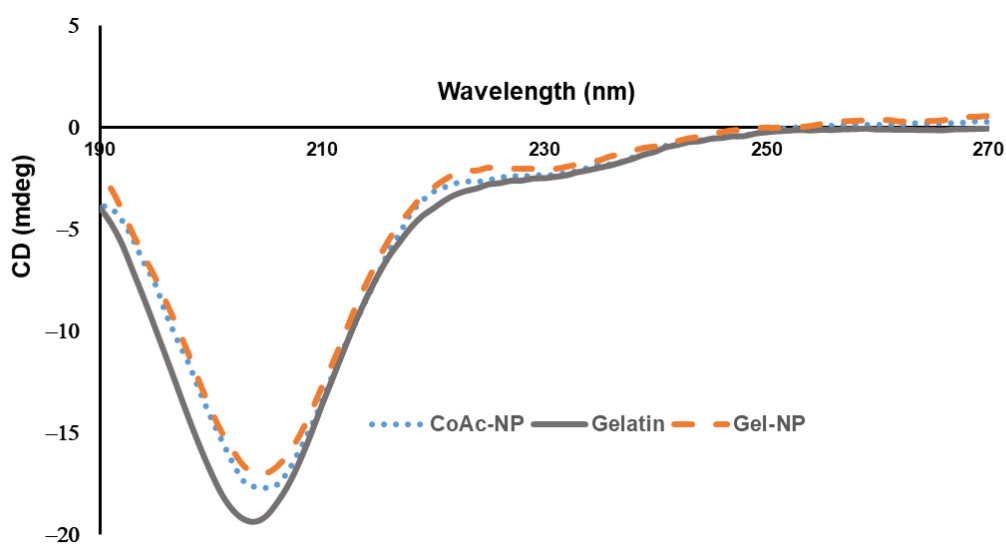 5
Wavelength (nm)
0
190 210 230 250 270
–5
CD (mdeg)
–10
CoAc-NP Gelatin Gel-NP
–15
–20